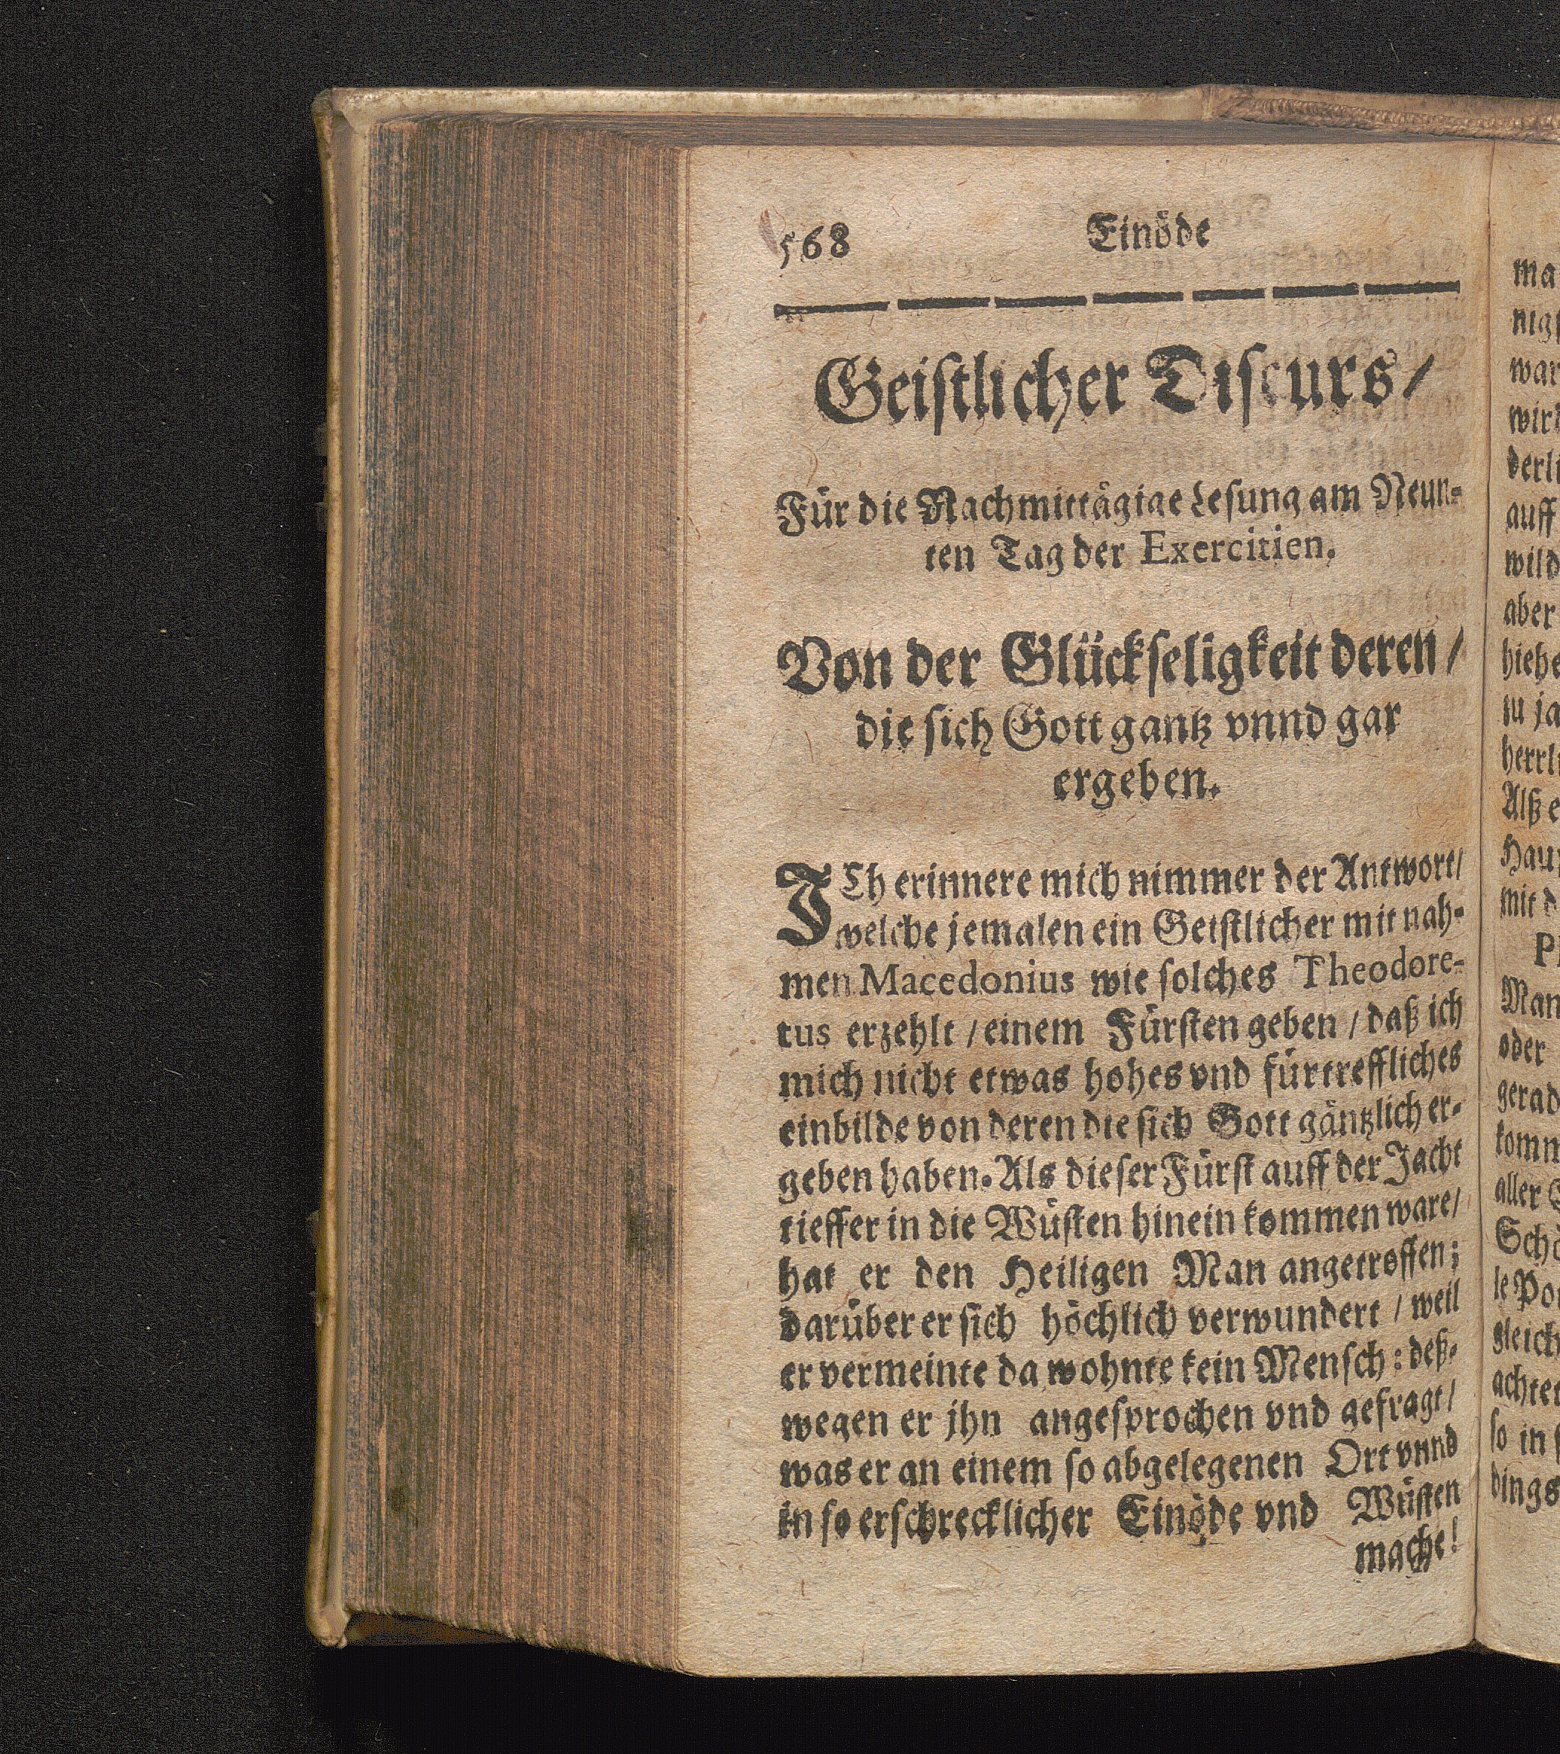 568 Einöde
Geistlicher Discurs/
Für die Nachmittägige Lesung am Neun-
ten Tag der Exercitien.
Von der Glückseligkeit deren/
die sich Gott gantz vnnd gar
ergeben.
ICh erinnere mich nimmer der Antwort/
welche jemalen ein Geistlicher mit nah-
men Macedonius wie solches Theodore-
tus erzehlt/einem Fürsten geben/daß ich
mich nicht etwas hohes vnd fürtreffliches
einbilde von deren die sich Gott gäntzlich er-
geben haben. Als dieser Fürst auff der Jacht
tieffer in die Wüsten hinein kommen ware/
hat er den Heiligen Man angetroffen;
darüber er sich höchlich verwundert/weil
er vermeinte da wohnte kein Mensch: deß-
wegen er jhn angesprochen vnd gefragt/
was er an einem so abgelegenen Ort vnnd
in so erschrecklicher Einöde vnd Wüsten
mache!